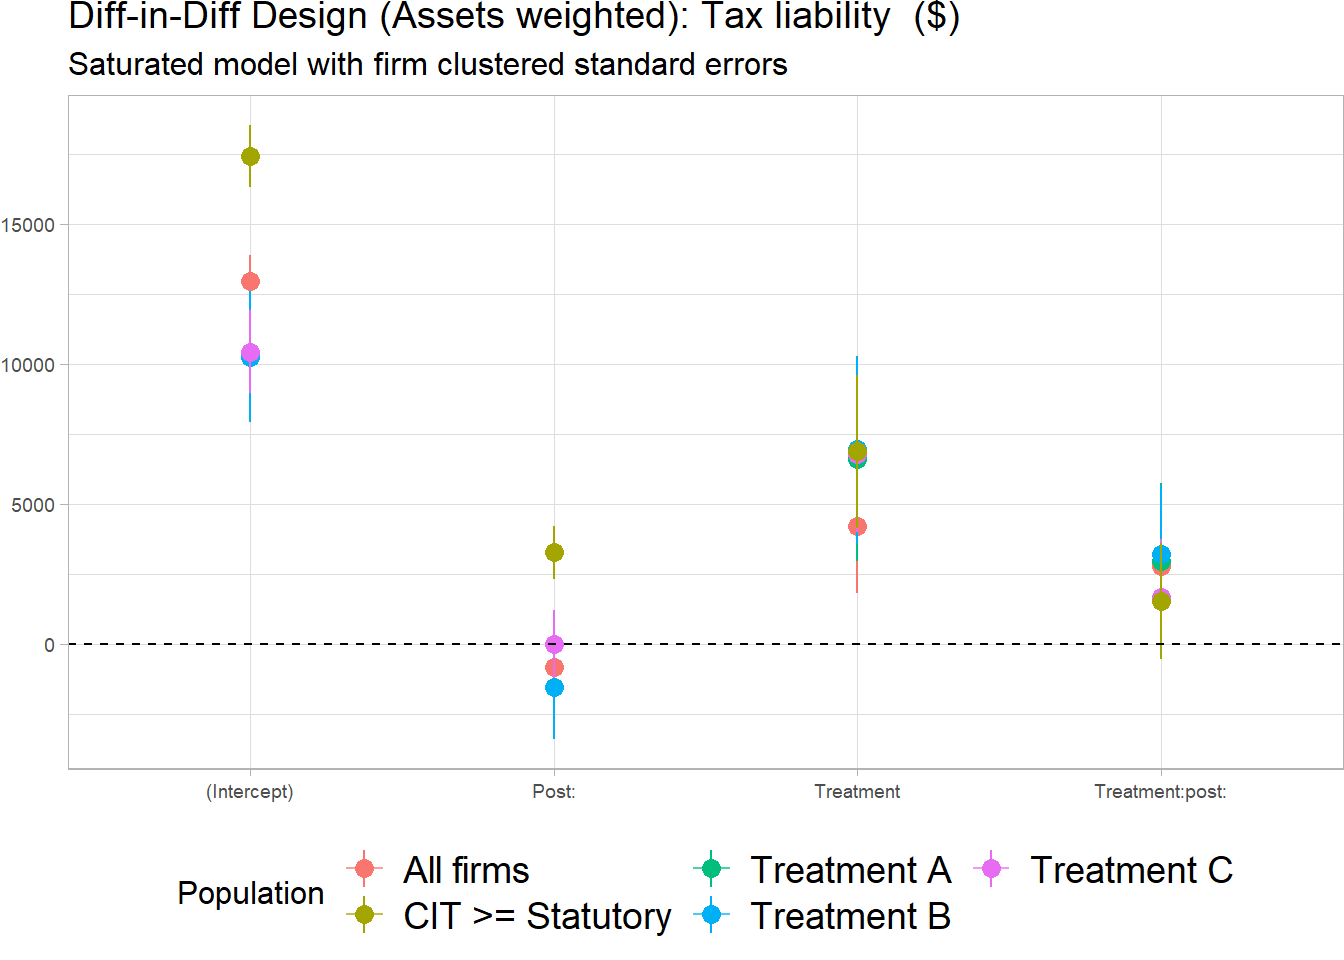 Diff-in-Diff Design (Assets weighted): Tax liability  ($)
Saturated model with firm clustered standard errors
15000
10000
5000
0
(Intercept) Post: Treatment Treatment:post:
Population
All firms Treatment A Treatment C
CIT >= Statutory Treatment B